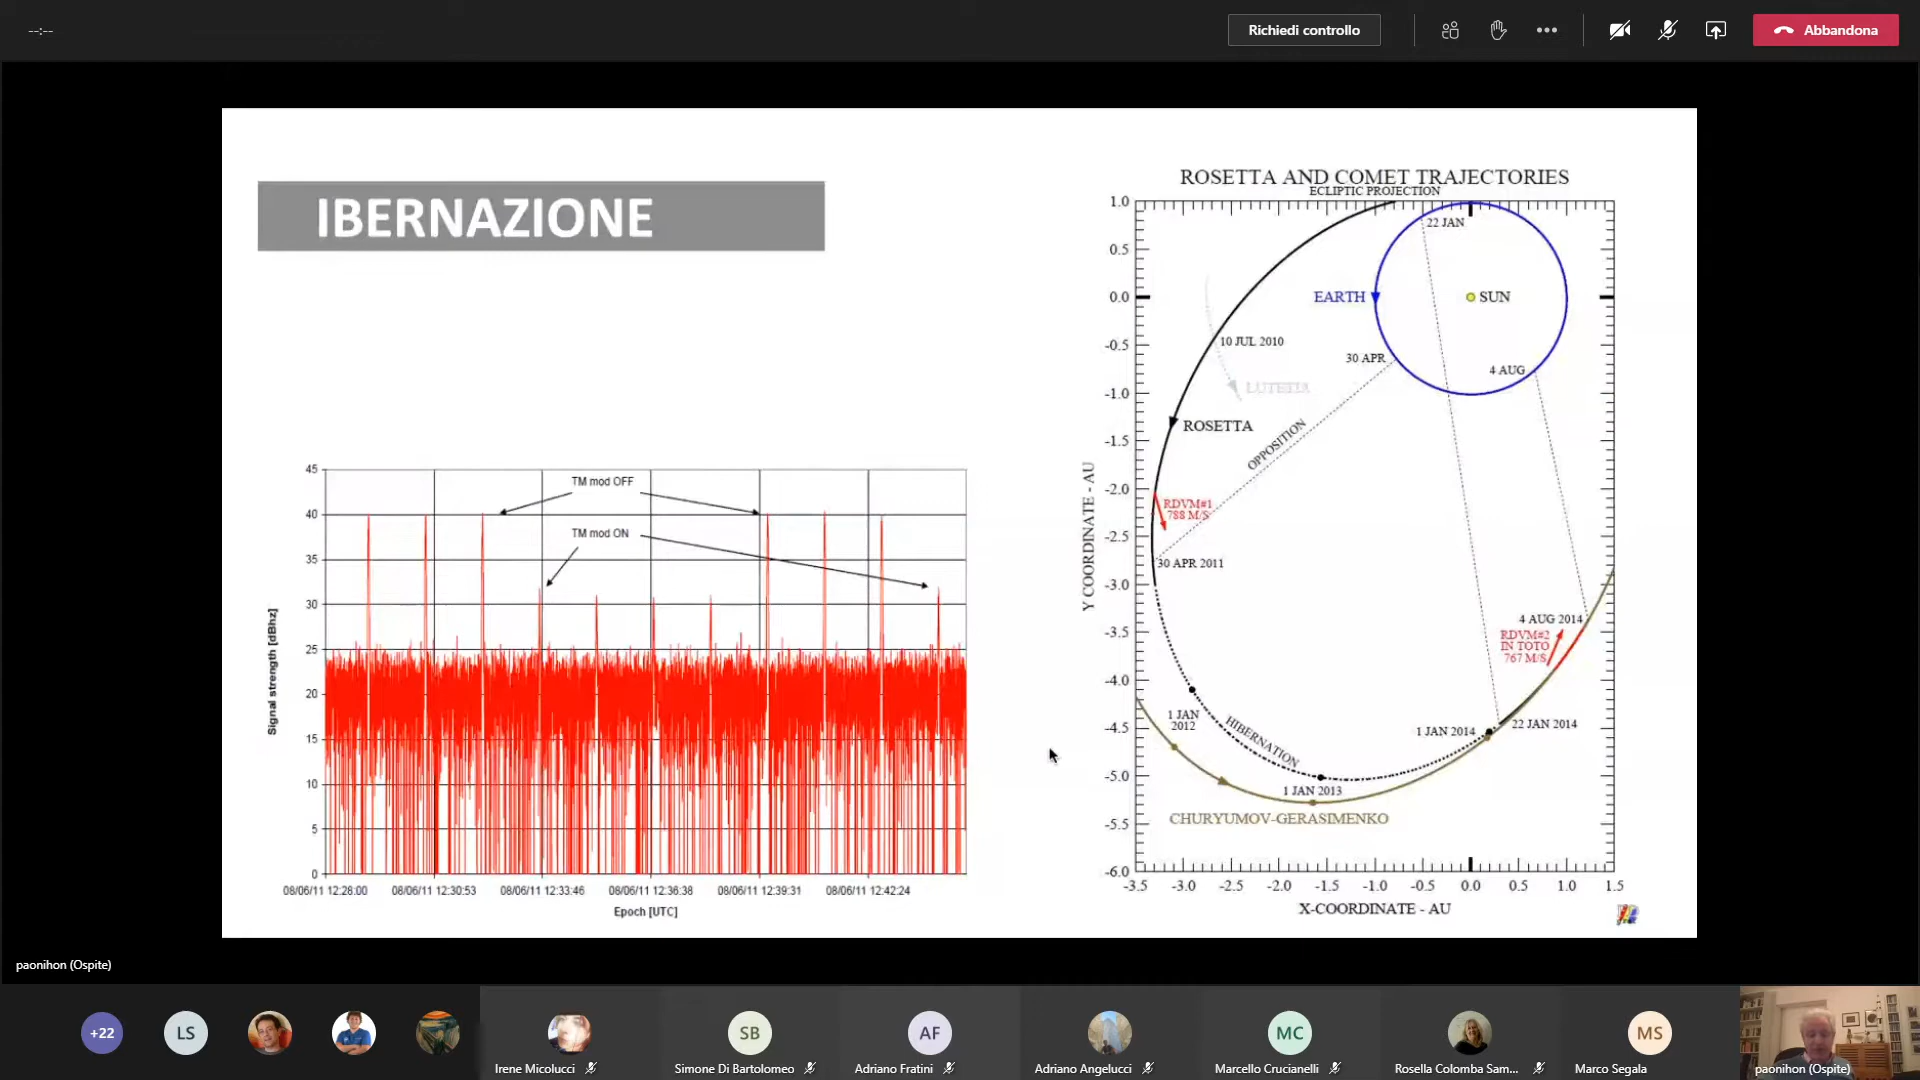 --:--
Richiedi controllo
Abbandona
IBERNAZIONE
45
40
35
30
25
20
15
10
5
0
Signal strength [dBhz]
TM mod OFF
TM mod ON
08/06/11 12:28:00
08/06/11 12:30:53
08/06/11 12:33:46
08/06/11 12:36:38
08/06/11 12:39:31
08/06/11 12:42:24
Epoch [UTC]
ROSETTA AND COMET TRAJECTORIES
ECLIPTIC PROJECTION
1.0
0.5
0.0
-0.5
-1.0
-1.5
-2.0
-2.5
-3.0
-3.5
-4.0
-4.5
-5.0
-5.5
-6.0
Y COORDINATE - AU
22 JAN
EARTH
SUN
10 JUL 2010
30 APR
4 AUG
LUTETIA
ROSETTA
OPPOSITION
RDVM#1
788 M/S
30 APR 2011
4 AUG 2014
RDVM#2
IN TOTO
767 M/S
1 JAN
2012
HIBERNATION
1 JAN 2014
22 JAN 2014
1 JAN 2013
CHURYUMOV-GERASIMENKO
-3.5
-3.0
-2.5
-2.0
-1.5
-1.0
-0.5
0.0
0.5
1.0
1.5
X-COORDINATE - AU
paonihon (Ospite)
+22
LS
Irene Micolucci
SB
Simone Di Bartolomeo
AF
Adriano Fratini
Adriano Angelucci
MC
Marcello Crucianelli
Rosella Colomba Sam...
MS
Marco Segala
paonihon (Ospite)